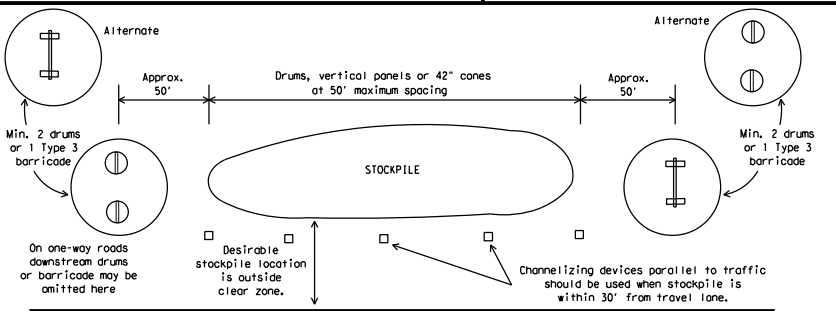 Alternate
Alternate
Approx.
50'
Drums, vertical panels or 42" cones
at 50' maximum spacing
Approx.
50'
Min. 2 drums
or 1 Type 3
barricade
Min. 2 drums
or 1 Type 3
barricade
STOCKPILE
On one-way roads
downstream drums
or barricade may be
omitted here
Desirable
stockpile location
is outside
clear zone.
Channelizing devices parallel to traffic
should be used when stockpile is
within 30' from travel lane.